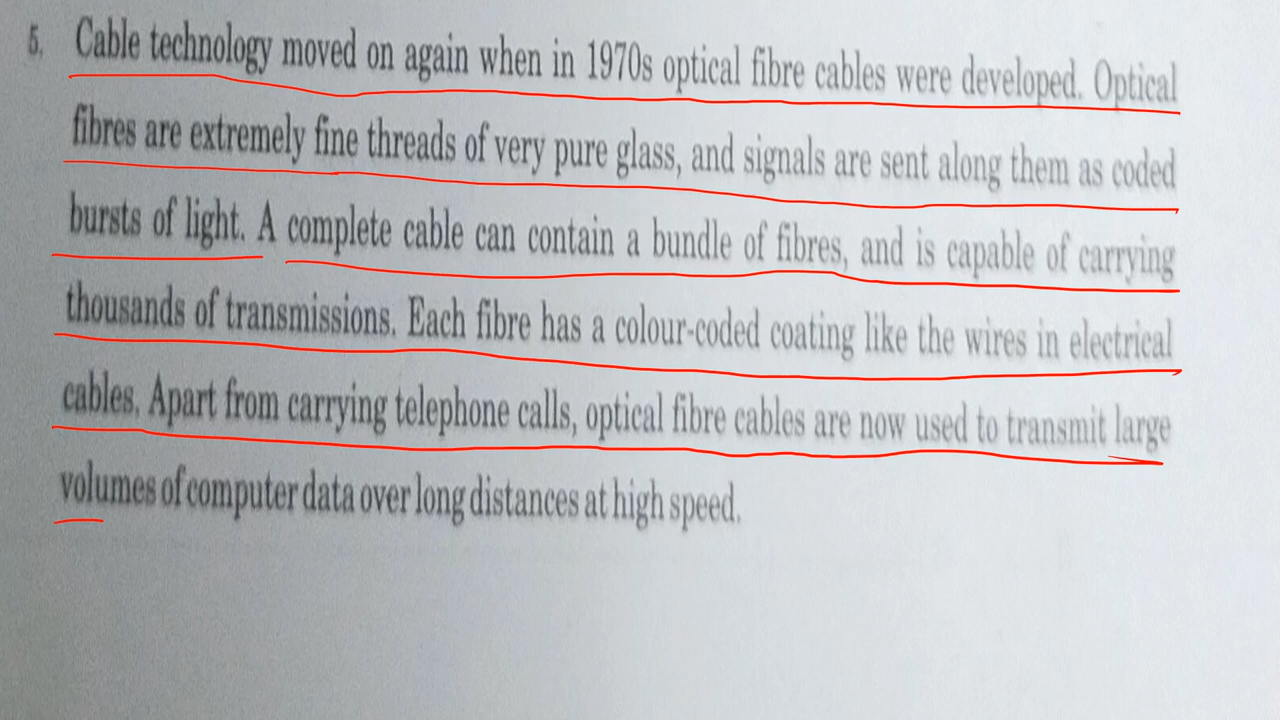 5. Cable technology moved on again when in 1970s optical fibre cables were developed. Optical
fibres are extremely fine threads of very pure glass, and signals are sent along them as coded
bursts of light. A complete cable can contain a bundle of fibres, and is capable of carrying
thousands of transmissions. Each fibre has a colour-coded coating like the wires in electrical
cables. Apart from carrying telephone calls, optical fibre cables are now used to transmit large
volumes of computer data over long distances at high speed.